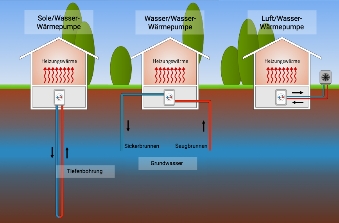 Sole/Wasser-
Wärmepumpe
Wasser/Wasser-
Wärmepumpe
Luft/Wasser-
Wärmepumpe
Heizungswärme
Heizungswärme
Heizungswärme
Sickerbrunnen
Saugbrunnen
Grundwasser
Tiefenbohrung